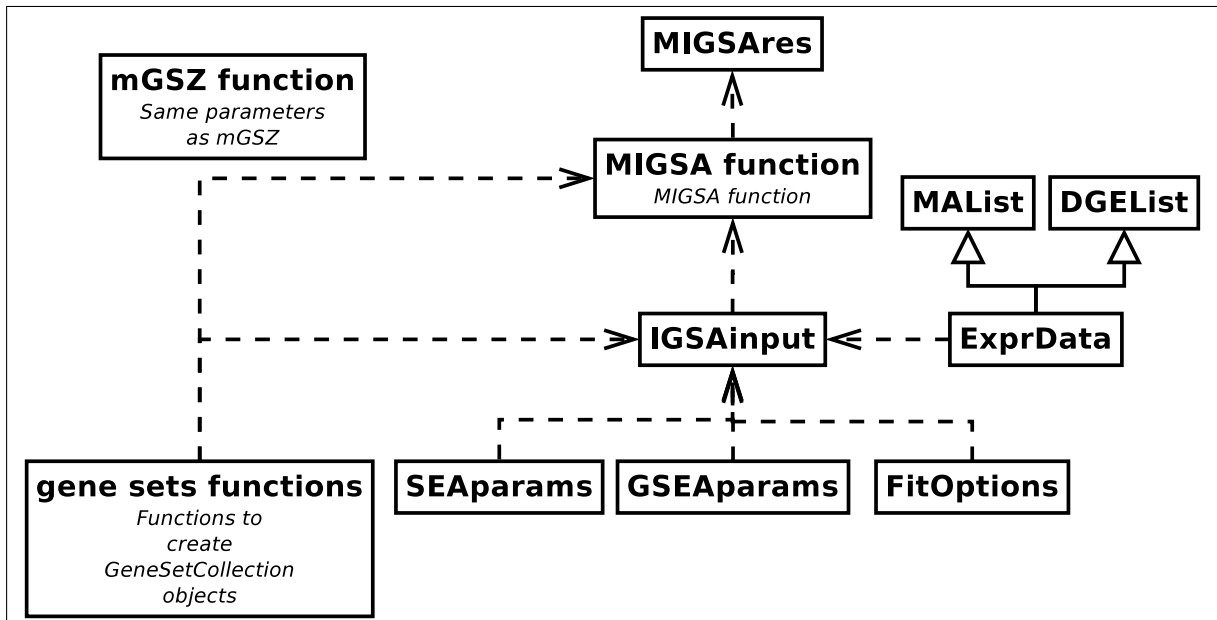 MIGSAres
mGSZ function
Same parameters
as mGSZ
MIGSA function
MIGSA function
MAList
DGEList
IGSAinput
ExprData
gene sets functions
Functions to
create
GeneSetCollection
objects
SEAparams
GSEAparams
FitOptions